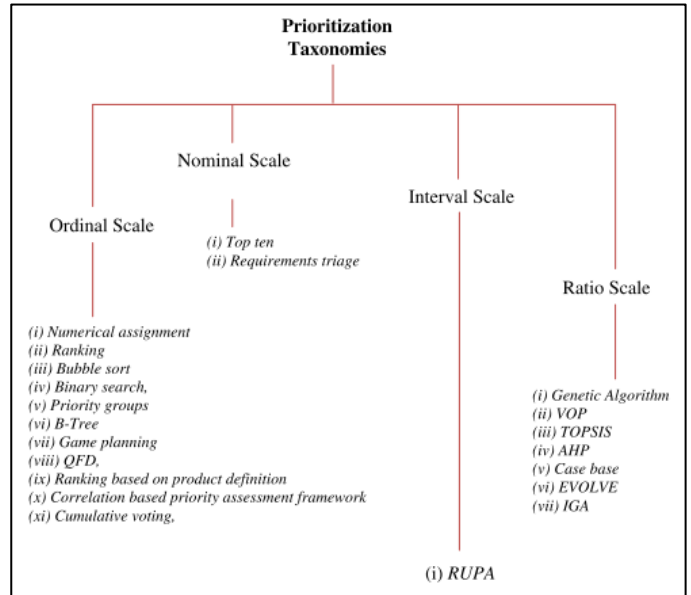 Prioritization
Taxonomies
Nominal Scale
Interval Scale
Ordinal Scale
(i) Top ten
(ii) Requirements triage
Ratio Scale
(i) Numerical assignment
(ii) Ranking
(iii) Bubble sort
(iv) Binary search,
(v) Priority groups
(vi) B-Tree
(vii) Game planning
(viii) QFD,
(ix) Ranking based on product definition
(x) Correlation based priority assessment framework
(xi) Cumulative voting,
(i) Genetic Algorithm
(ii) VOP
(iii) TOPSIS
(iv) AHP
(v) Case base
(vi) EVOLVE
(vii) IGA
(i) RUPA